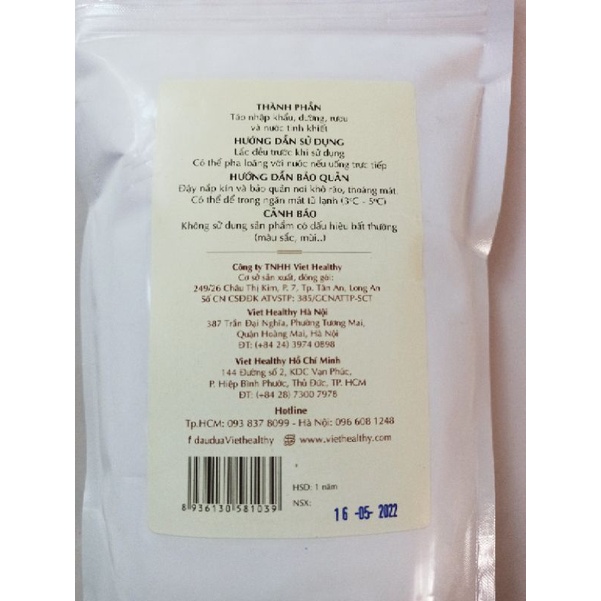 THÀNH PHẦN
Táo nhập khẩu, đường, rượu
và nước tinh khiết
HƯỚNG DẪN SỬ DỤNG
Lắc đều trước khi sử dụng
Có thể pha loãng với nước nếu uống trực tiếp
HƯỚNG DẪN BẢO QUẢN
Đậy nắp kín và bảo quản nơi khô ráo, thoáng mát.
Có thể để trong ngăn mát tủ lạnh (3°C - 5°C)
CẢNH BÁO
Không sử dụng sản phẩm có dấu hiệu bất thường
(màu sắc, mùi..)
Công ty TNHH Viet Healthy
Cơ sở sản xuất, đóng gói:
249/26 Châu Thị Kim, P. 7, Tp. Tân An, Long An
Số CN CSĐĐK ATVSTP: 385/GCNATTP-SCT
Viet Healthy Hà Nội
387 Trần Đại Nghĩa, Phường Tương Mai,
Quận Hoàng Mai, Hà Nội
ĐT: (+84 24) 3974 0898
Viet Healthy Hồ Chí Minh
144 Đường số 2, KDC Vạn Phúc,
P. Hiệp Bình Phước, Thủ Đức, TP. HCM
ĐT: (+84 28) 7300 7978
Hotline
Tp.HCM: 093 837 8099 - Hà Nội: 096 608 1248
f dauduaViethealthy www.viethealthy.com
HSD: 1 năm
NSX: 16 -05- 2022
8 936130 581039